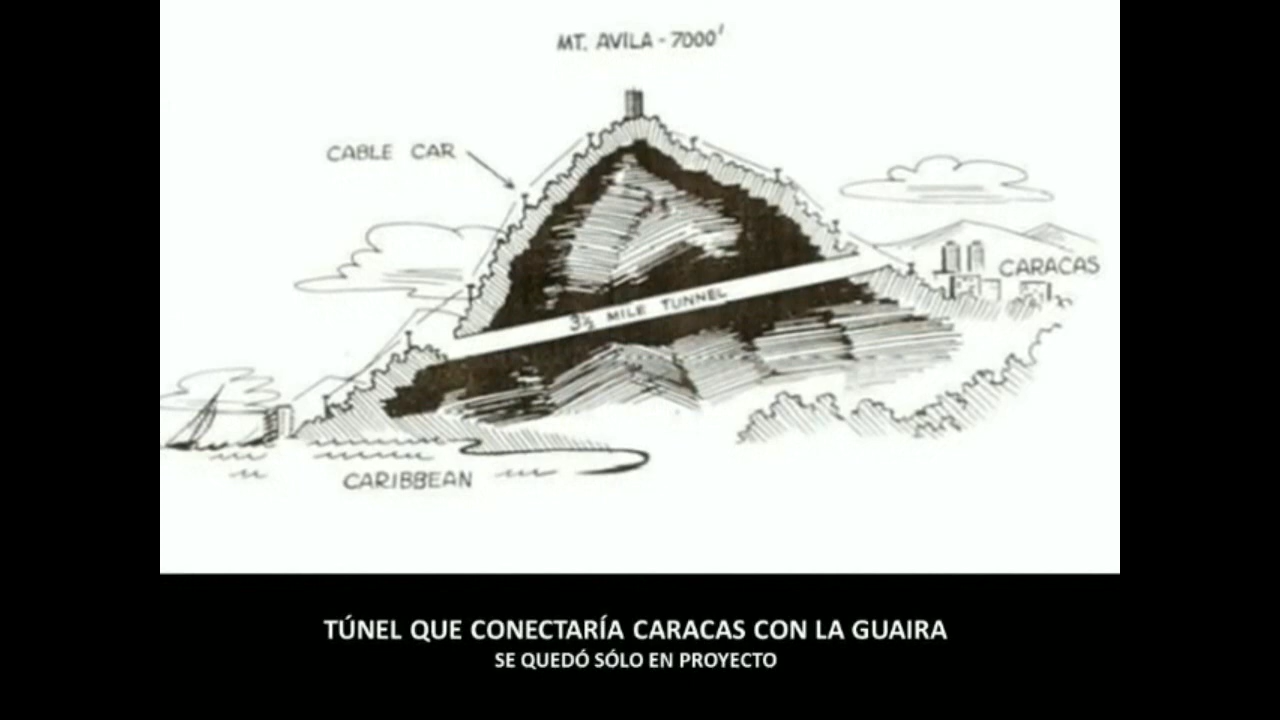 MT. AVILA - 7000'
CABLE CAR
CARACAS
3½ MILE TUNNEL
CARIBBEAN
TÚNEL QUE CONECTARÍA CARACAS CON LA GUAIRA
SE QUEDÓ SÓLO EN PROYECTO